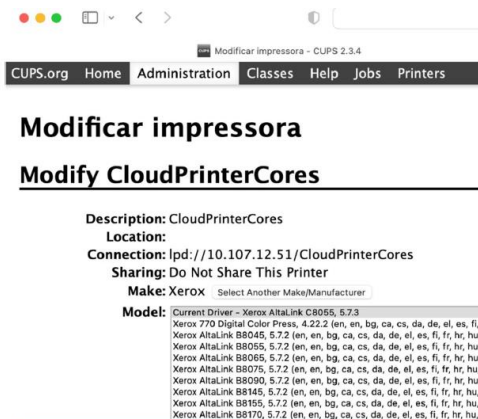 Modificar impressora - CUPS 2.3.4
CUPS.org Home Administration Classes Help Jobs Printers
Modificar impressora
Modify CloudPrinterCores
Description: CloudPrinterCores
Location:
Connection: lpd://10.107.12.51/CloudPrinterCores
Sharing: Do Not Share This Printer
Make: Xerox Select Another Make/Manufacturer
Model: Current Driver - Xerox AltaLink C8055, 5.7.3
Xerox 770 Digital Color Press, 4.22.2 (en, en, bg, ca, cs, da, de, el, es, fi,
Xerox AltaLink B8045, 5.7.2 (en, en, bg, ca, cs, da, de, el, es, fi, fr, hr, hu,
Xerox AltaLink B8055, 5.7.2 (en, en, bg, ca, cs, da, de, el, es, fi, fr, hr, hu,
Xerox AltaLink B8065, 5.7.2 (en, en, bg, ca, cs, da, de, el, es, fi, fr, hr, hu,
Xerox AltaLink B8075, 5.7.2 (en, en, bg, ca, cs, da, de, el, es, fi, fr, hr, hu,
Xerox AltaLink B8090, 5.7.2 (en, en, bg, ca, cs, da, de, el, es, fi, fr, hr, hu,
Xerox AltaLink B8145, 5.7.2 (en, en, bg, ca, cs, da, de, el, es, fi, fr, hr, hu,
Xerox AltaLink B8155, 5.7.2 (en, en, bg, ca, cs, da, de, el, es, fi, fr, hr, hu,
Xerox AltaLink B8170, 5.7.2 (en, en, bg, ca, cs, da, de, el, es, fi, fr, hr, hu,